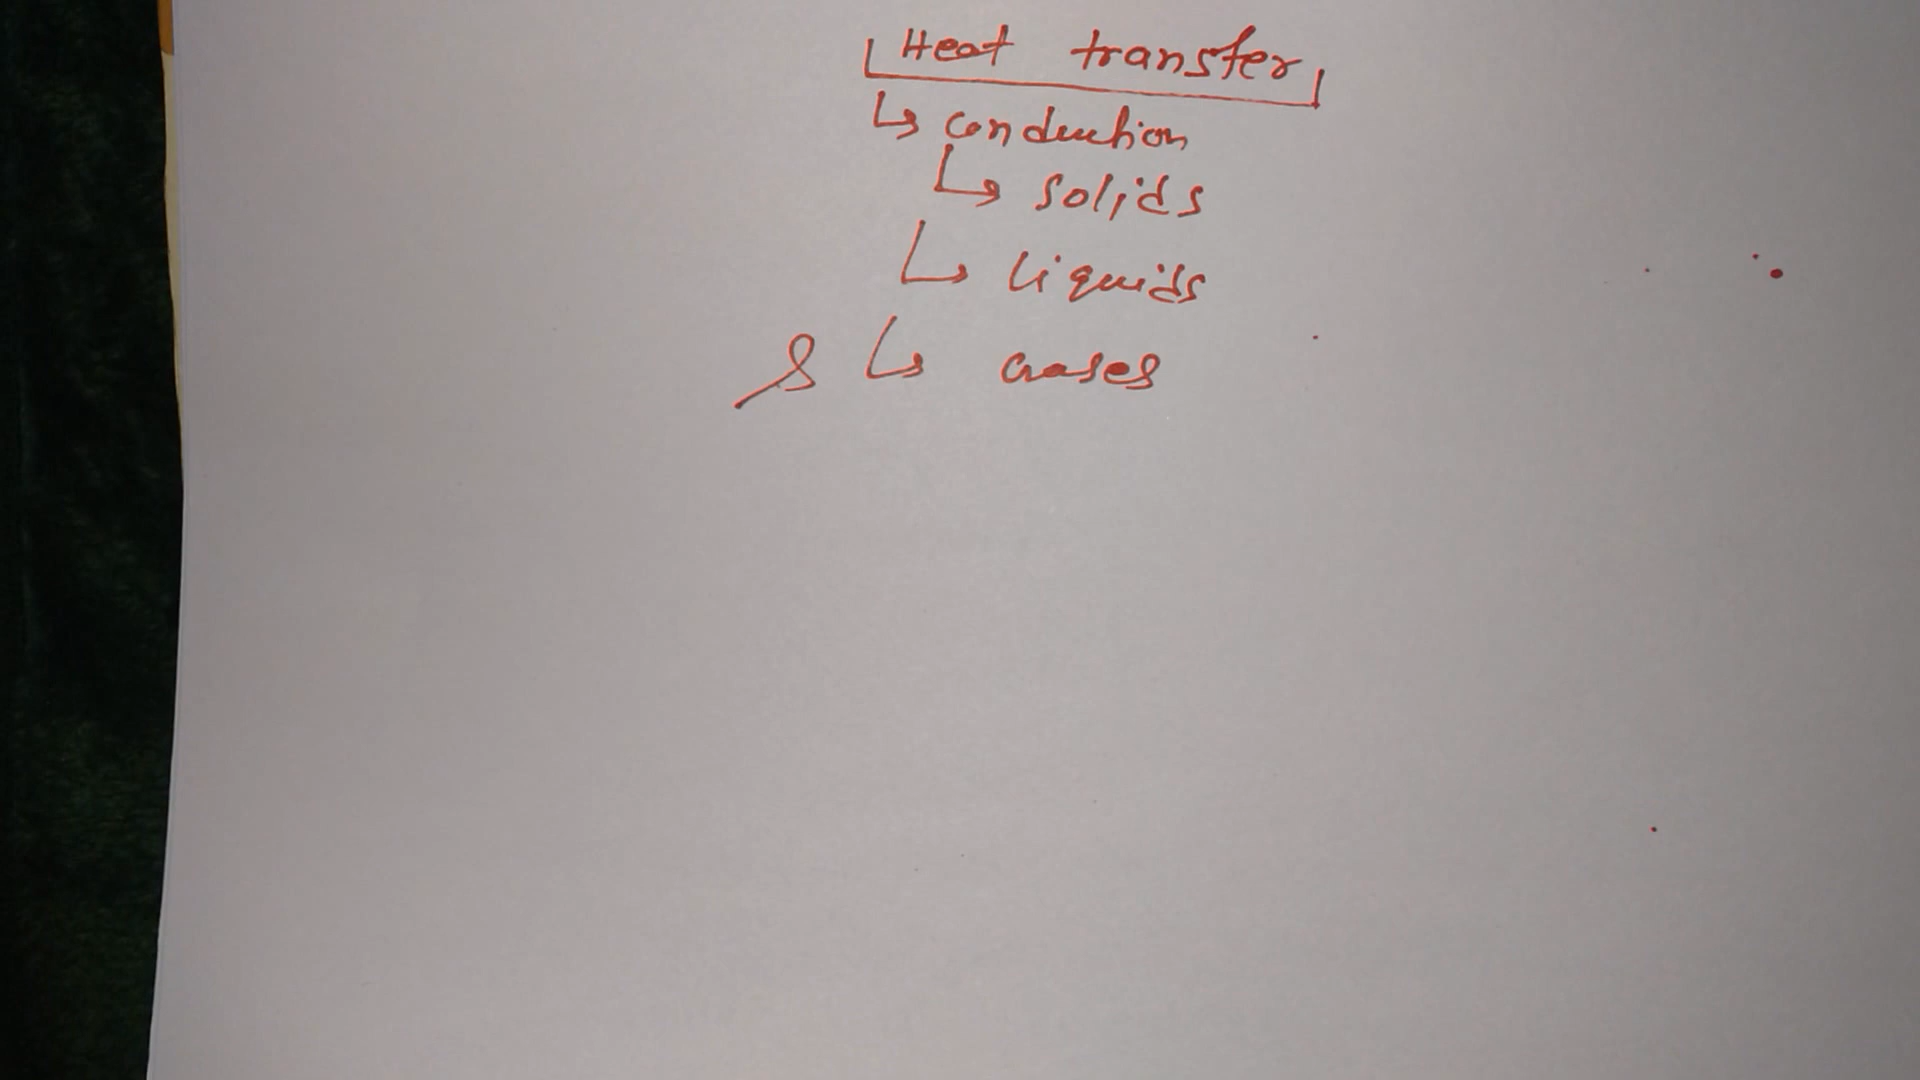 Heat transfer
↳ conduction
↳ solids
↳ liquids
& ↳ Gases